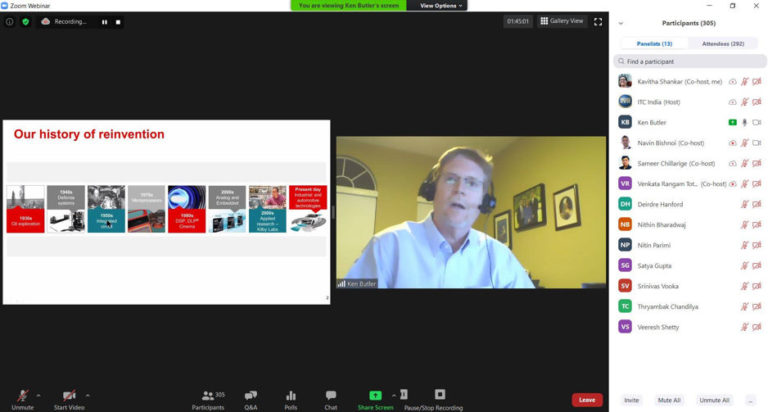 Zoom Webinar
You are viewing Ken Butler's screen
View Options
Recording...
01:45:01
Gallery View
Our history of reinvention
1930s
Oil exploration
1940s
Defense
systems
1950s
Integrated
circuit
1970s
1980s
DSP, DLP®
Cinema
2000s
Analog and
Embedded
2000s
Applied
research –
Kilby Labs
Present day
Industrial and
automotive
technologies
3
Ken Butler
Participants (305)
Panelists (13)
Attendees (292)
Find a participant
Kavitha Shankar (Co-host, me)
ITC India (Host)
KB Ken Butler
Navin Bishnoi (Co-host)
Sameer Chillarige (Co-host)
VR Venkata Rangam Tot... (Co-host)
DH Deirdre Hanford
NB Nithin Bharadwaj
NP Nitin Parimi
SG Satya Gupta
SV Srinivas Vooka
TC Thryambak Chandilya
VS Veeresh Shetty
Unmute
Start Video
305
Participants
Q&A
Polls
Chat
Share Screen
Pause/Stop Recording
Leave
Invite
Mute All
Unmute All
...